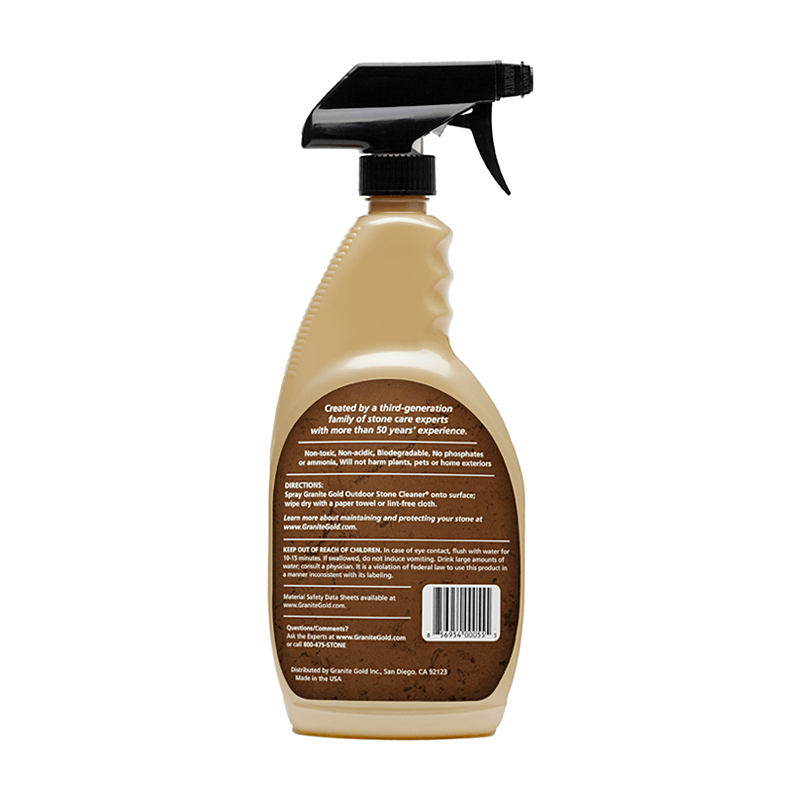 Created by a third-generation
family of stone care experts
with more than 50 years' experience.
Non-toxic, Non-acidic, Biodegradable, No phosphates
or ammonia, Will not harm plants, pets or home exteriors
DIRECTIONS:
Spray Granite Gold Outdoor Stone Cleaner® onto surface;
wipe dry with a paper towel or lint-free cloth.
Learn more about maintaining and protecting your stone at
www.GraniteGold.com.
KEEP OUT OF REACH OF CHILDREN. In case of eye contact, flush with water for
10-15 minutes. If swallowed, do not induce vomiting. Drink large amounts of
water; consult a physician. It is a violation of federal law to use this product in
a manner inconsistent with its labeling.
Material Safety Data Sheets available at
www.GraniteGold.com.
8 56954 00055 5
Questions/Comments?
Ask the Experts at www.GraniteGold.com
or call 800-475-STONE
Distributed by Granite Gold Inc., San Diego, CA 92123
Made in the USA